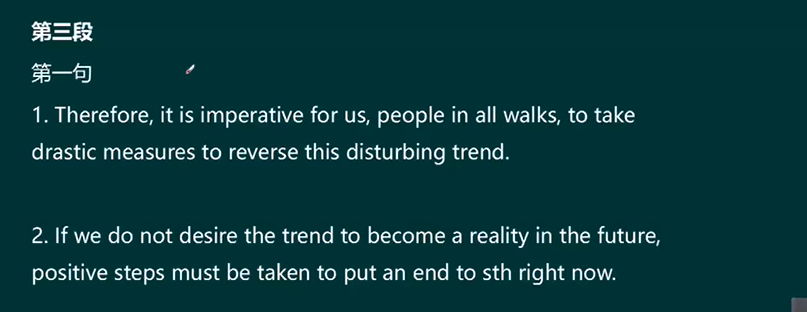 第三段
第一句
1. Therefore, it is imperative for us, people in all walks, to take
drastic measures to reverse this disturbing trend.
2. If we do not desire the trend to become a reality in the future,
positive steps must be taken to put an end to sth right now.